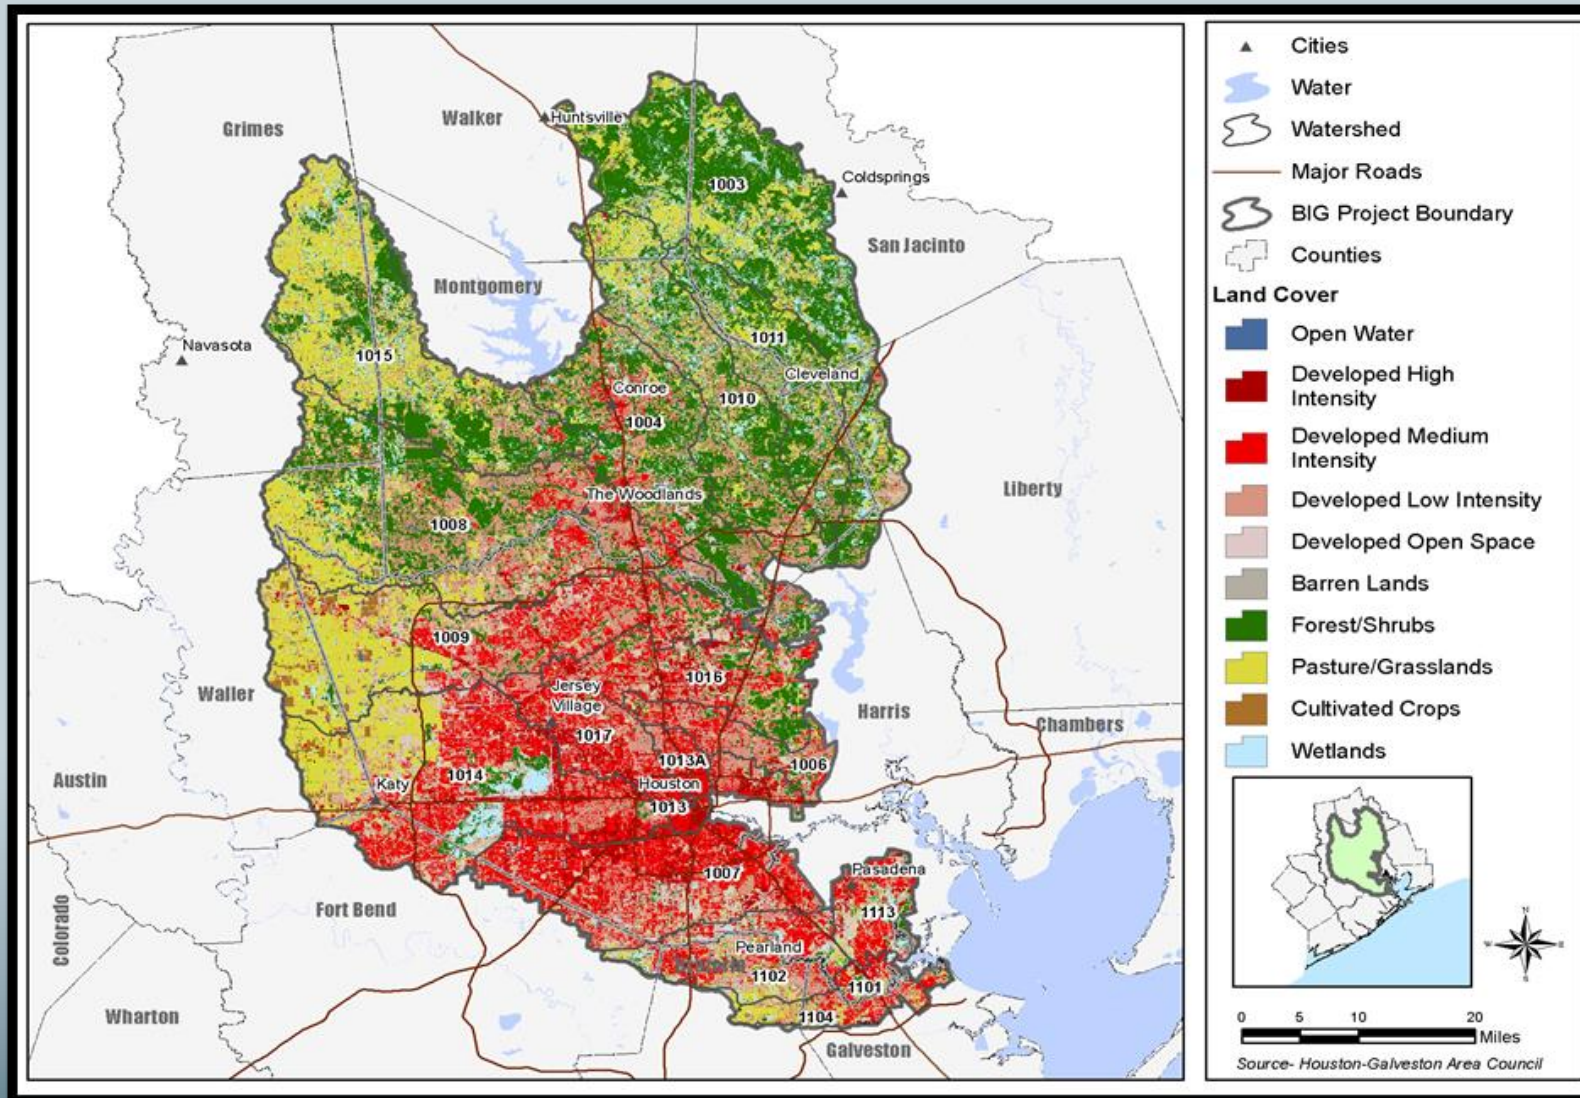 Huntsville
Walker
Grimes
Coldsprings
1003
San Jacinto
Montgomery
Navasota
1015
1011
Cleveland
Conroe
1010
1004
The Woodlands
Liberty
1008
1009
1016
Jersey
Village
Waller
Harris
Chambers
1017
1013A
1006
Austin
1014
Katy
Houston
1013
1007
Pasadena
1113
Fort Bend
Colorado
Pearland
1102
1101
Wharton
1104
Galveston
Cities
Water
Watershed
Major Roads
BIG Project Boundary
Counties
Land Cover
Open Water
Developed High
Intensity
Developed Medium
Intensity
Developed Low Intensity
Developed Open Space
Barren Lands
Forest/Shrubs
Pasture/Grasslands
Cultivated Crops
Wetlands
N
W E
S
0 5 10 20
Miles
Source- Houston-Galveston Area Council